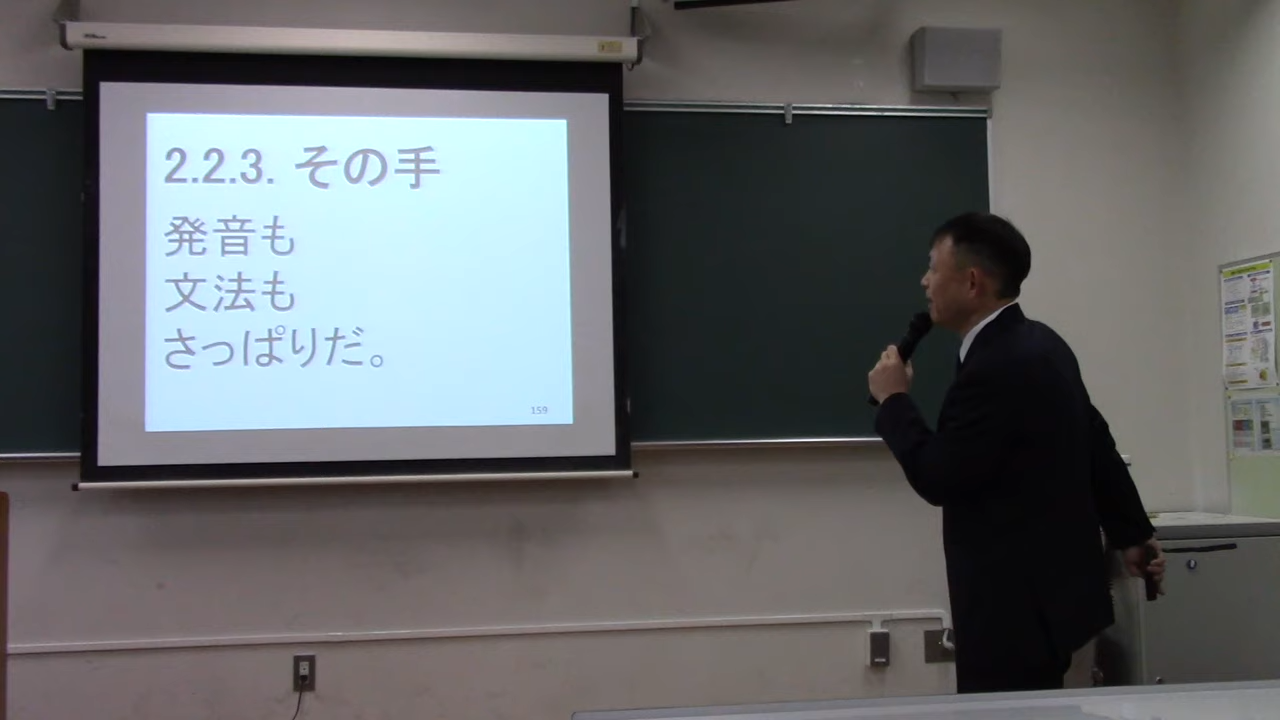 2.2.3. その手
発音も
文法も
さっぱりだ。
159